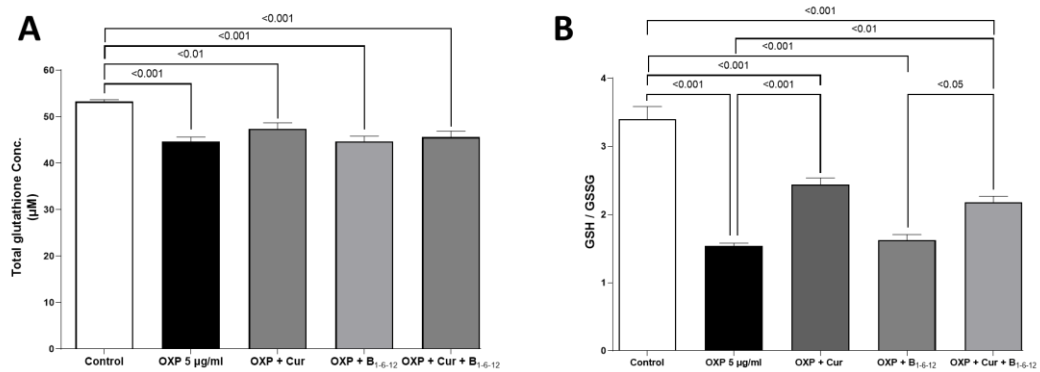 A
<0.001
<0.001
<0.01
<0.001
Total glutathione Conc.
(µM)
60
50
40
30
20
10
0
Control
OXP 5 µg/ml
OXP + Cur
OXP + B1-6-12
OXP + Cur + B1-6-12
B
<0.001
<0.01
<0.001
<0.001
<0.001
<0.001
<0.05
GSH / GSSG
4
3
2
1
0
Control
OXP 5 µg/ml
OXP + Cur
OXP + B₁₋₆₋₁₂
OXP + Cur + B₁₋₆₋₁₂